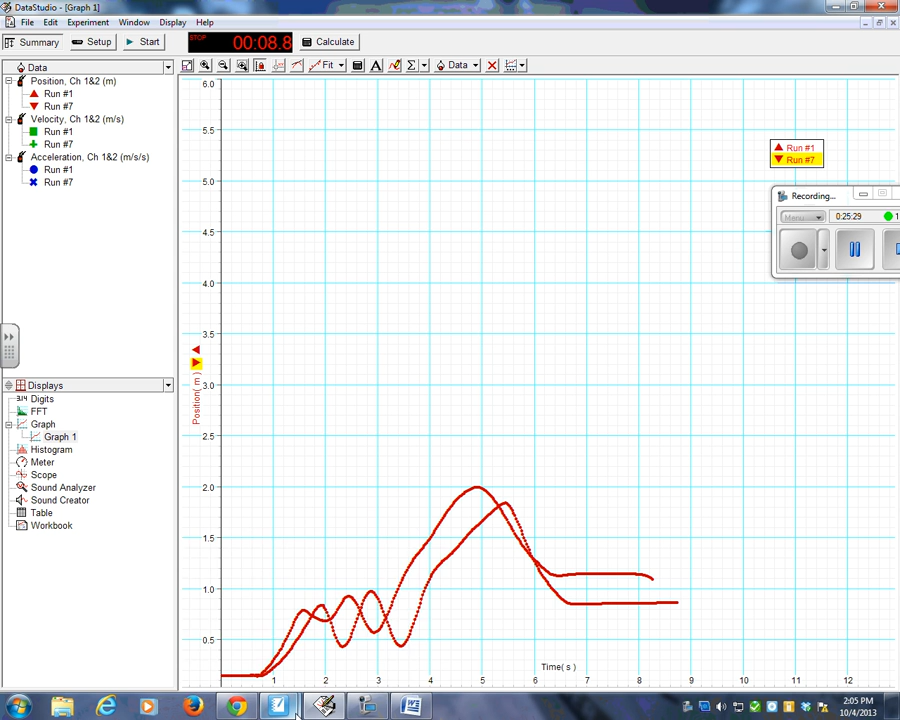 DataStudio - [Graph 1]
File Edit Experiment Window Display Help
Summary Setup Start STOP 00:08.8 Calculate
Data
Fit Σ Data
Position, Ch 1&2 (m)
Run #1
Run #7
Velocity, Ch 1&2 (m/s)
Run #1
Run #7
Acceleration, Ch 1&2 (m/s/s)
Run #1
Run #7
Displays
3.14 Digits
FFT
Graph
Graph 1
Histogram
Meter
Scope
Sound Analyzer
Sound Creator
Table
Workbook
6.0
5.5
5.0
4.5
4.0
3.5
3.0
2.5
2.0
1.5
1.0
0.5
Position( m )
Run #1
Run #7
Recording...
Menu 0:25:29 1
Time( s )
1 2 3 4 5 6 7 8 9 10 11 12
2:05 PM
10/4/2013